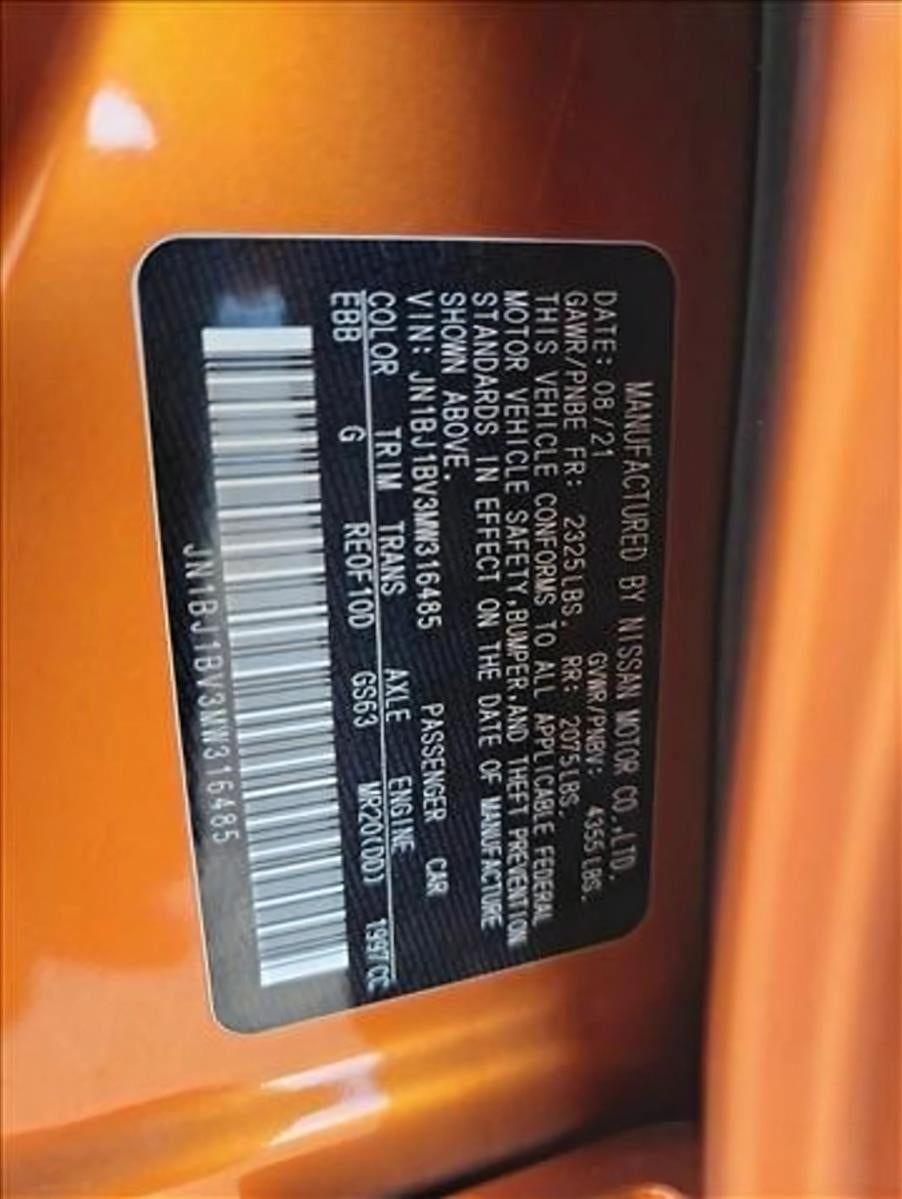 MANUFACTURED BY NISSAN MOTOR CO.,LTD.
DATE: 08/21 GVWR/PNBV: 4355LBS.
GAWR/PNBE FR: 2325LBS. RR: 2075LBS.
THIS VEHICLE CONFORMS TO ALL APPLICABLE FEDERAL
MOTOR VEHICLE SAFETY,BUMPER,AND THEFT PREVENTION
STANDARDS IN EFFECT ON THE DATE OF MANUFACTURE
SHOWN ABOVE.
VIN: JN1BJ1BV3MW316485 PASSENGER CAR
COLOR TRIM TRANS AXLE ENGINE
EBB G RE0F10D GS63 MR20(DD) 1997CC
JN1BJ1BV3MW316485